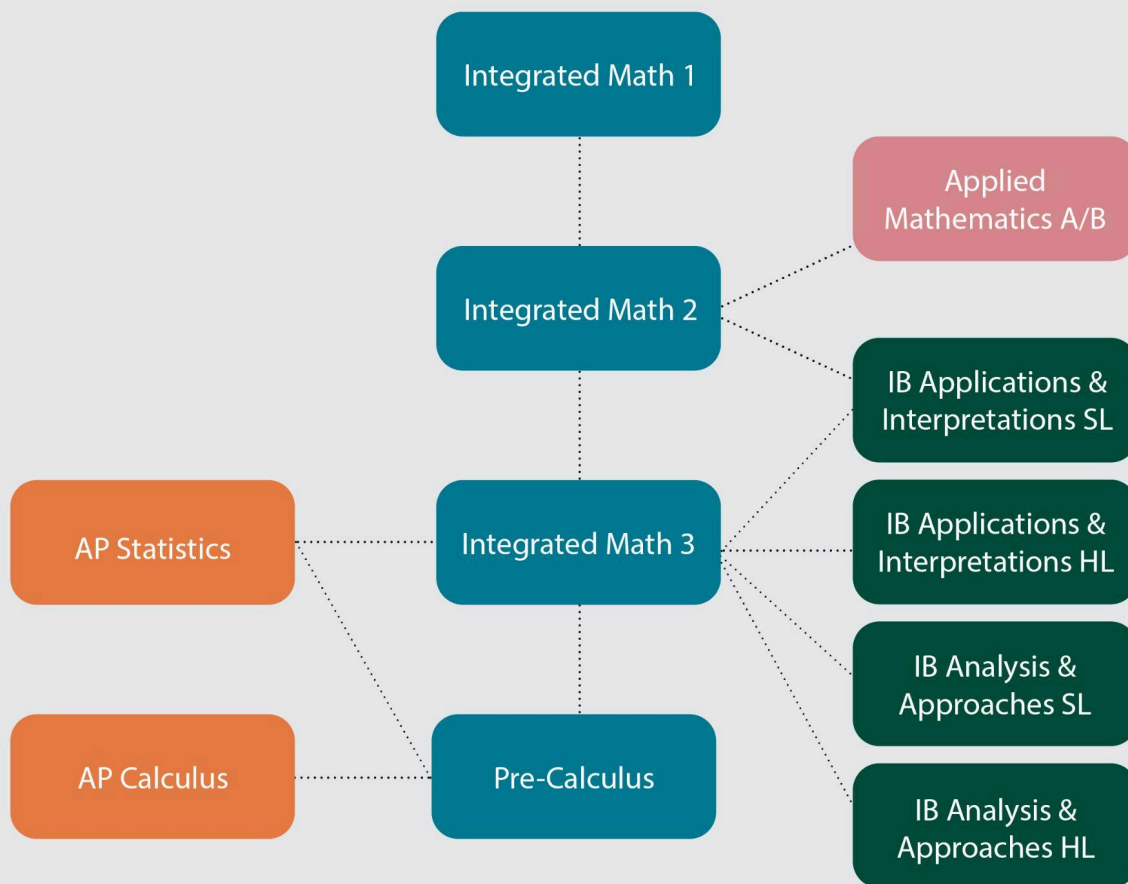 Integrated Math 1
Applied
Mathematics A/B
Integrated Math 2
IB Applications &
Interpretations SL
AP Statistics
Integrated Math 3
IB Applications &
Interpretations HL
IB Analysis &
Approaches SL
AP Calculus
Pre-Calculus
IB Analysis &
Approaches HL